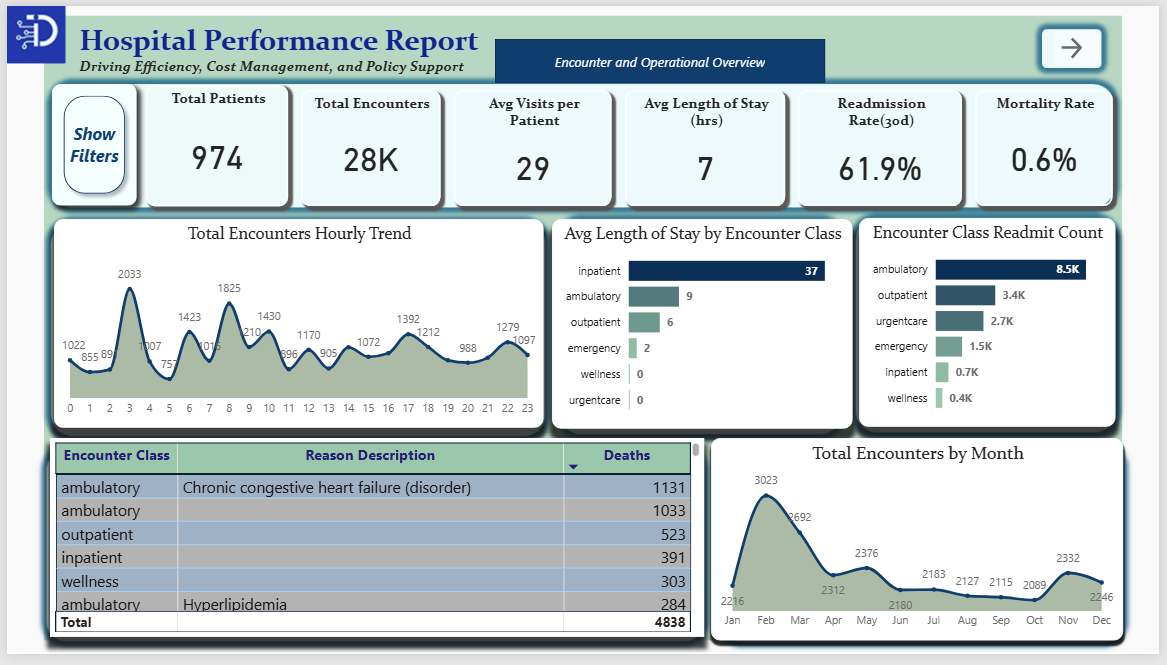 Hospital Performance Report
Driving Efficiency, Cost Management, and Policy Support
Encounter and Operational Overview
Show
Filters
Total Patients
974
Total Encounters
28K
Avg Visits per
Patient
29
Avg Length of Stay
(hrs)
7
Readmission
Rate(30d)
61.9%
Mortality Rate
0.6%
Total Encounters Hourly Trend
2033
1825
1423
1430
1392
1279
1022
1170
1212
1097
855
757
905
1072
988
0 1 2 3 4 5 6 7 8 9 10 11 12 13 14 15 16 17 18 19 20 21 22 23
Avg Length of Stay by Encounter Class
inpatient 37
ambulatory 9
outpatient 6
emergency 2
wellness 0
urgentcare 0
Encounter Class Readmit Count
ambulatory 8.5K
outpatient 3.4K
urgentcare 2.7K
emergency 1.5K
inpatient 0.7K
wellness 0.4K
Encounter Class Reason Description Deaths
ambulatory Chronic congestive heart failure (disorder) 1131
ambulatory 1033
outpatient 523
inpatient 391
wellness 303
ambulatory Hyperlipidemia 284
Total 4838
Total Encounters by Month
3023
2692
2376
2332
2183
2127
2115
2089
2216
2312
2180
2246
Jan Feb Mar Apr May Jun Jul Aug Sep Oct Nov Dec